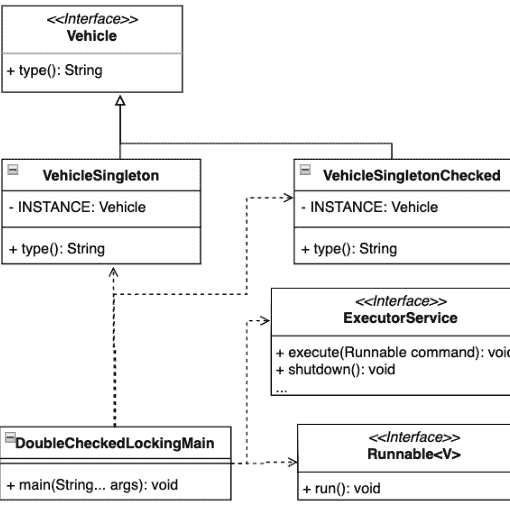 <<Interface>>
Vehicle
+ type(): String
VehicleSingleton
- INSTANCE: Vehicle
+ type(): String
VehicleSingletonChecked
- INSTANCE: Vehicle
+ type(): String
<<Interface>>
ExecutorService
+ execute(Runnable command): voi
+ shutdown(): void
...
DoubleCheckedLockingMain
+ main(String... args): void
<<Interface>>
Runnable<V>
+ run(): void